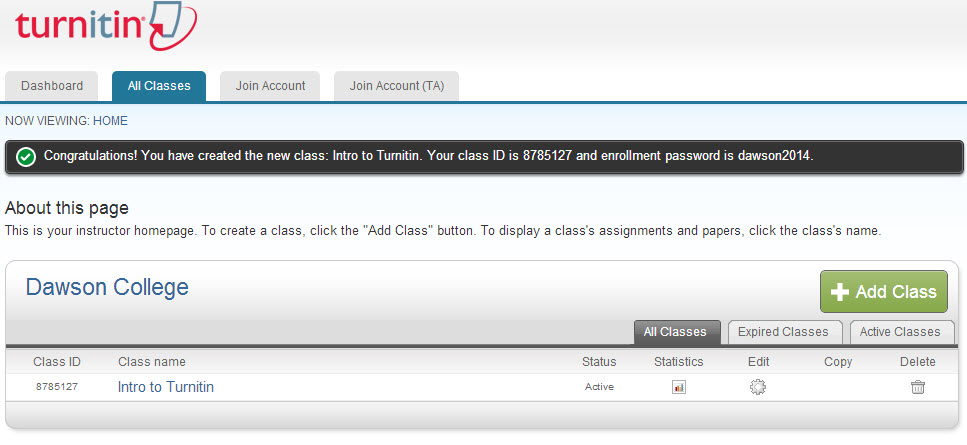 turnitin
Dashboard
All Classes
Join Account
Join Account (TA)
NOW VIEWING: HOME
Congratulations! You have created the new class: Intro to Turnitin. Your class ID is 8785127 and enrollment password is dawson2014.
About this page
This is your instructor homepage. To create a class, click the "Add Class" button. To display a class's assignments and papers, click the class's name.
Dawson College
Add Class
All Classes
Expired Classes
Active Classes
Class ID Class name Status Statistics Edit Copy Delete
8785127 Intro to Turnitin Active